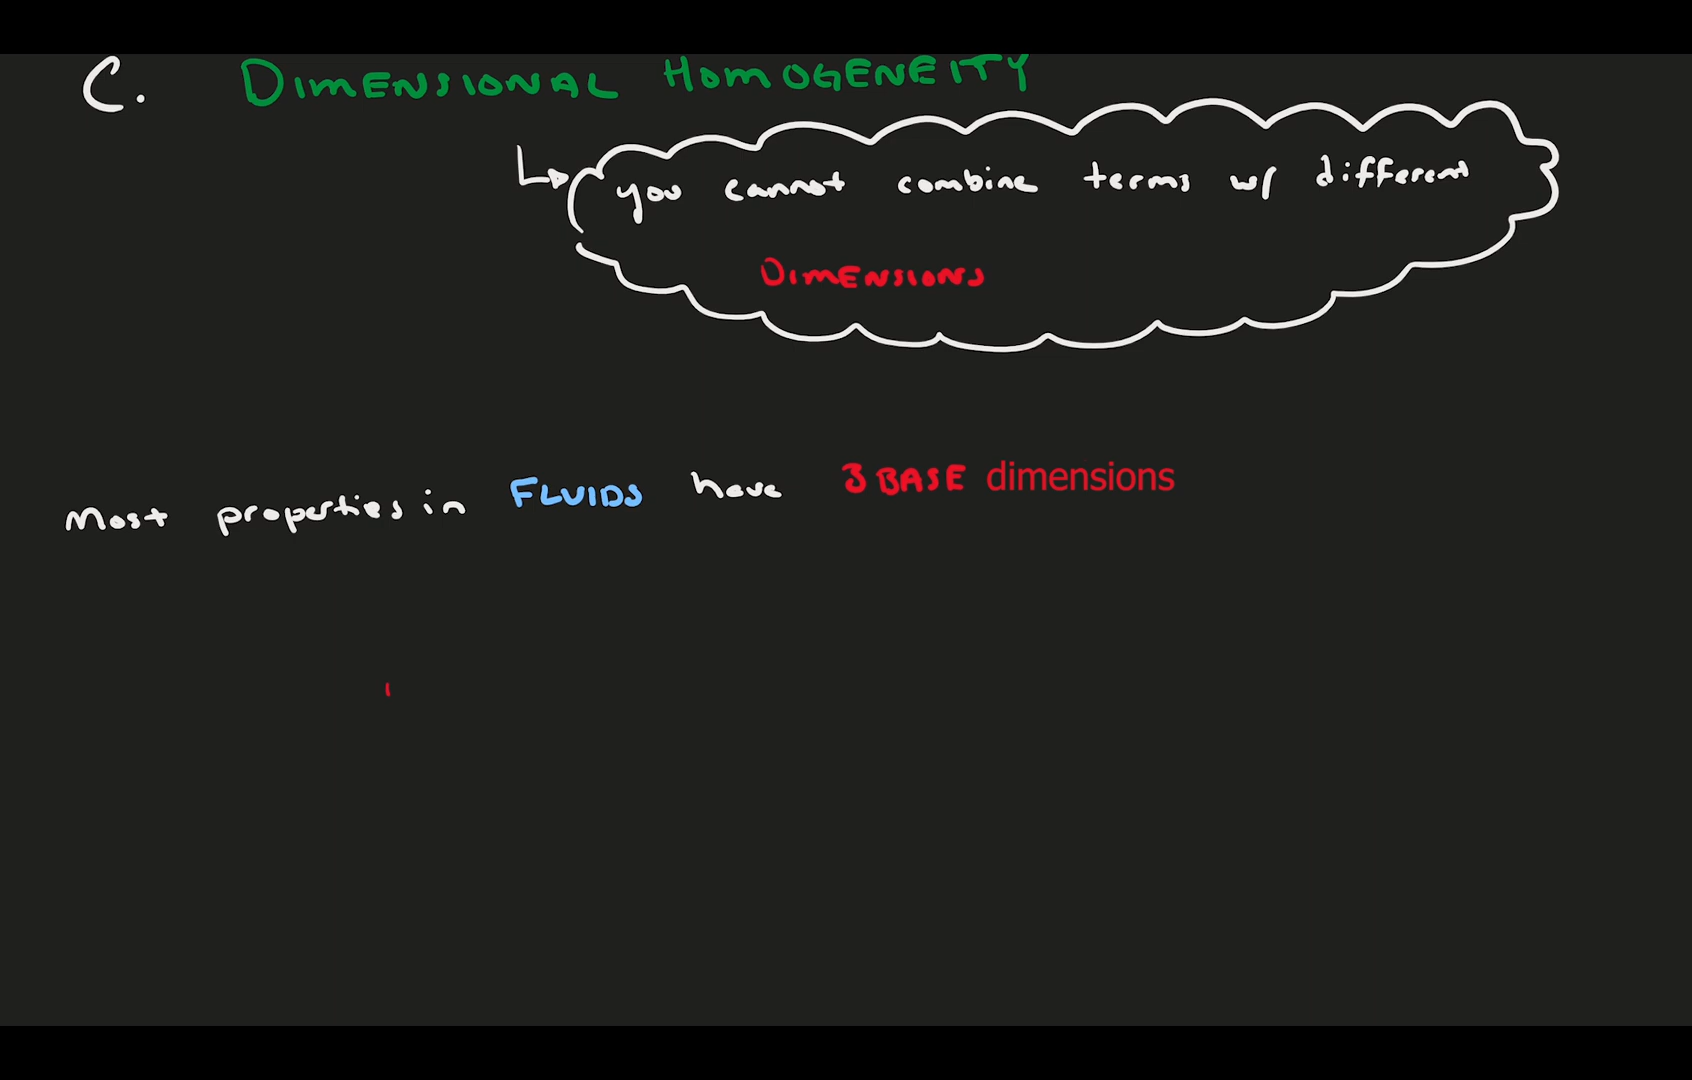 C. DIMENSIONAL HOMOGENEITY
you cannot combine terms w/ different
DIMENSIONS
Most properties in FLUIDS have 3 BASE dimensions